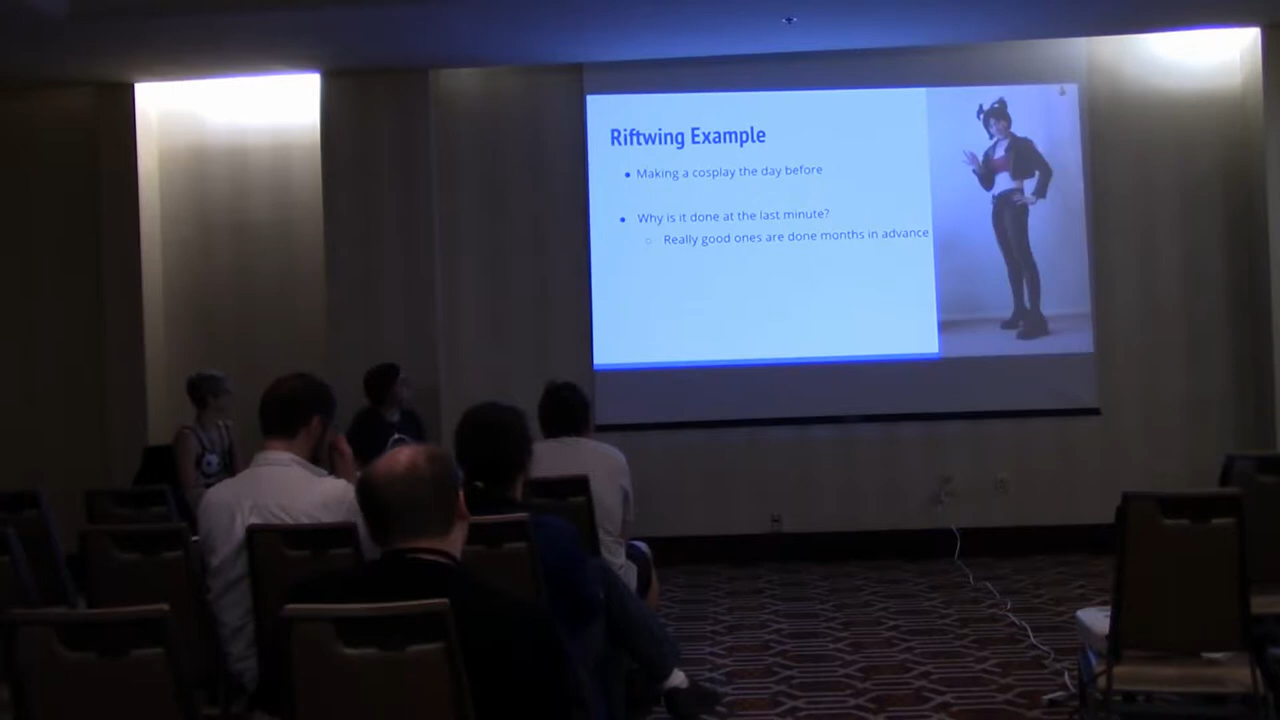 Riftwing Example
• Making a cosplay the day before
• Why is it done at the last minute?
○ Really good ones are done months in advance